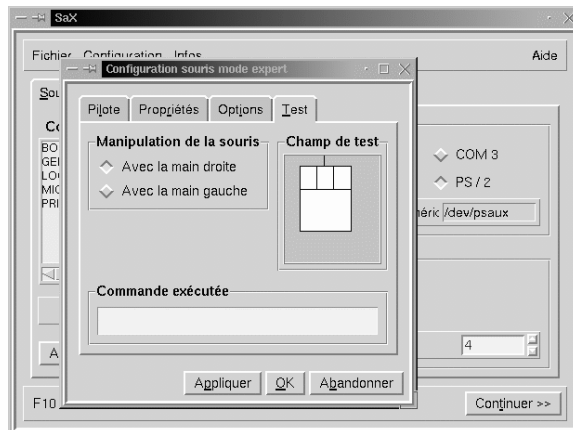 SaX
Fichier Configuration Infos Aide
Configuration souris mode expert
Pilote Propriétés Options Test
Manipulation de la souris
Avec la main droite
Avec la main gauche
Champ de test
COM 3
PS / 2
/dev/psaux
Commande exécutée
4
Appliquer OK Abandonner
F10
Continuer >>